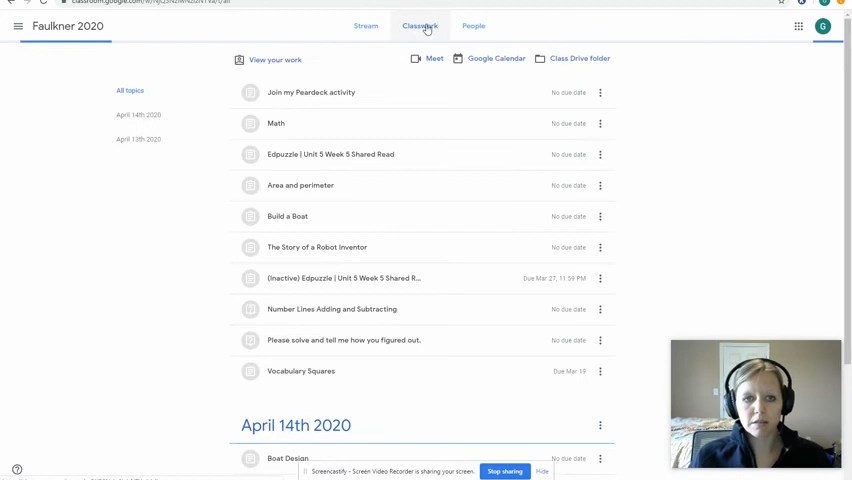 Faulkner 2020
Stream
Classwork
People
G
View your work
Meet
Google Calendar
Class Drive folder
All topics
April 14th 2020
April 13th 2020
Join my Peardeck activity No due date
Math No due date
Edpuzzle | Unit 5 Week 5 Shared Read No due date
Area and perimeter No due date
Build a Boat No due date
The Story of a Robot Inventor No due date
(Inactive) Edpuzzle | Unit 5 Week 5 Shared R... Due Mar 27, 11:59 PM
Number Lines Adding and Subtracting No due date
Please solve and tell me how you figured out. No due date
Vocabulary Squares Due Mar 19
April 14th 2020
Boat Design No due date
Screencastify - Screen Video Recorder is sharing your screen. Stop sharing Hide